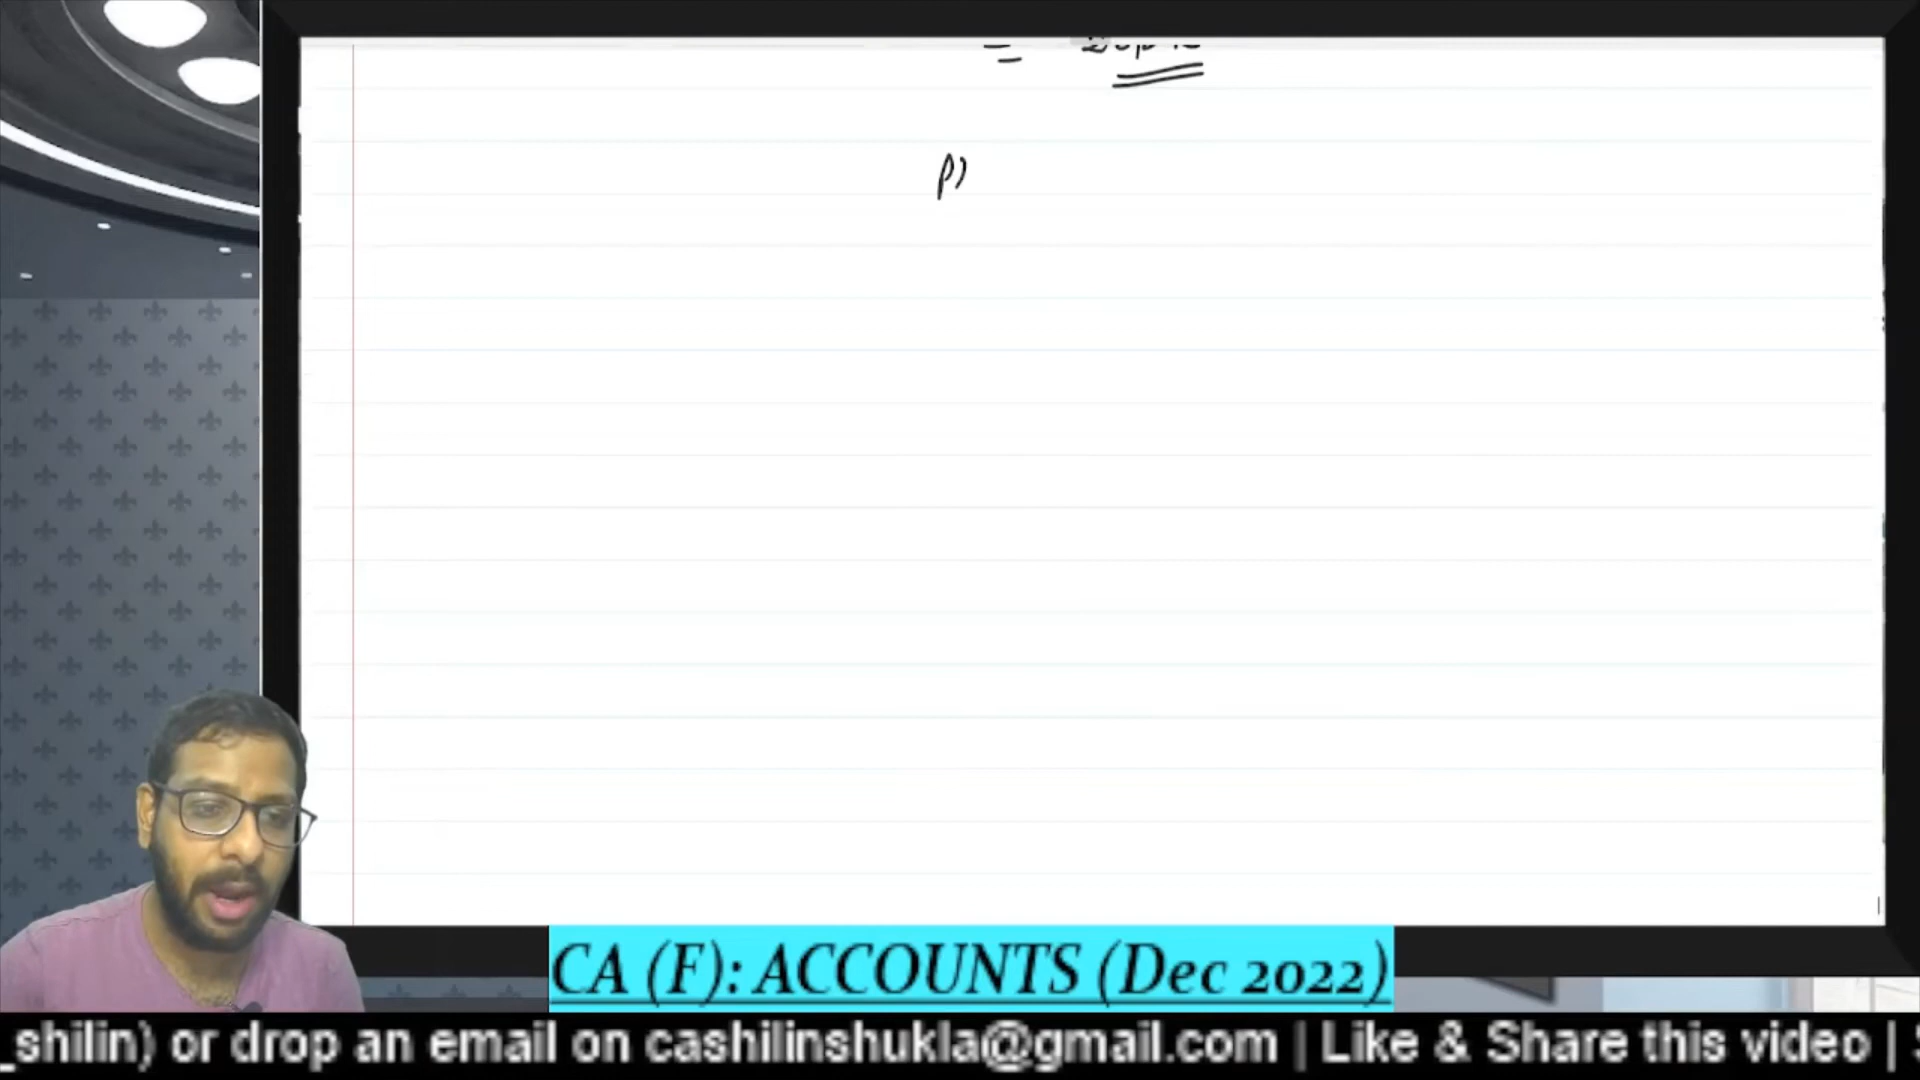 P)
CA (F): ACCOUNTS (Dec 2022)
_shilin) or drop an email on cashilinshukla@gmail.com | Like & Share this video | S